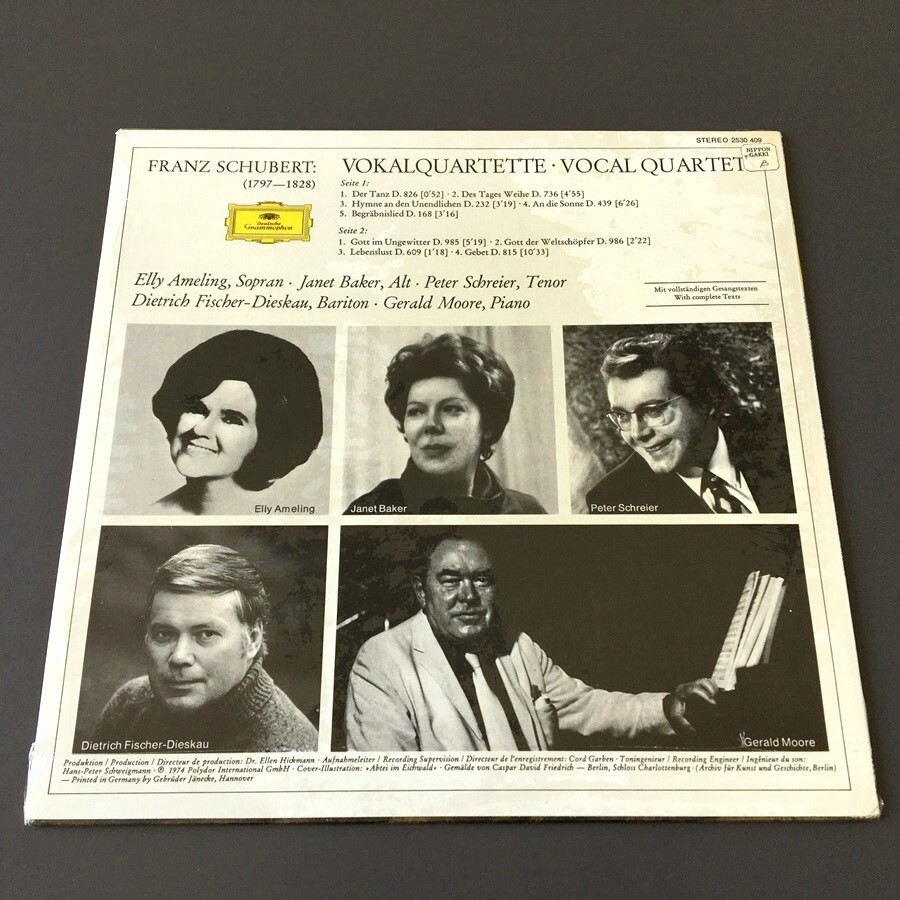 STEREO 2530 409
NIPPON
GAKKI
B
FRANZ SCHUBERT: VOKALQUARTETTE · VOCAL QUARTET
(1797—1828)
Deutsche
Grammophon
Seite 1:
1. Der Tanz D. 826 [0'52] · 2. Des Tages Weihe D. 736 [4'55]
3. Hymne an den Unendlichen D. 232 [3'19] · 4. An die Sonne D. 439 [6'26]
5. Begräbnislied D. 168 [3'16]
Seite 2:
1. Gott im Ungewitter D. 985 [5'19] · 2. Gott der Weltschöpfer D. 986 [2'22]
3. Lebenslust D. 609 [1'18] · 4. Gebet D. 815 [10'33]
Elly Ameling, Sopran · Janet Baker, Alt · Peter Schreier, Tenor
Dietrich Fischer-Dieskau, Bariton · Gerald Moore, Piano
Mit vollständigen Gesangstexten
With complete Texts
Elly Ameling
Janet Baker
Peter Schreier
Dietrich Fischer-Dieskau
Gerald Moore
Produktion / Production / Directeur de production: Dr. Ellen Hickmann · Aufnahmeleiter / Recording Supervision / Directeur de l'enregistrement: Cord Garben · Toningenieur / Recording Engineer / Ingénieur du son:
Hans-Peter Schweigmann · ℗ 1974 Polydor International GmbH · Cover-Illustration: »Abtei im Eichwald« · Gemälde von Caspar David Friedrich — Berlin, Schloss Charlottenburg · (Archiv für Kunst und Geschichte, Berlin)
— Printed in Germany by Gebrüder Jänecke, Hannover